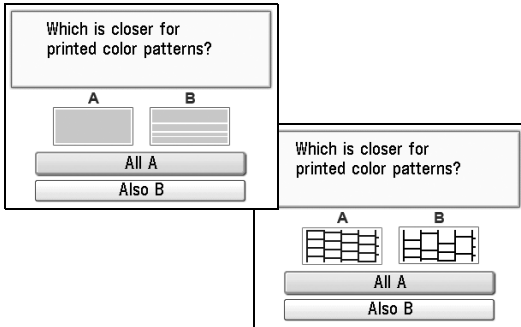 Which is closer for
printed color patterns?
A B
All A
Also B
Which is closer for
printed color patterns?
A B
All A
Also B